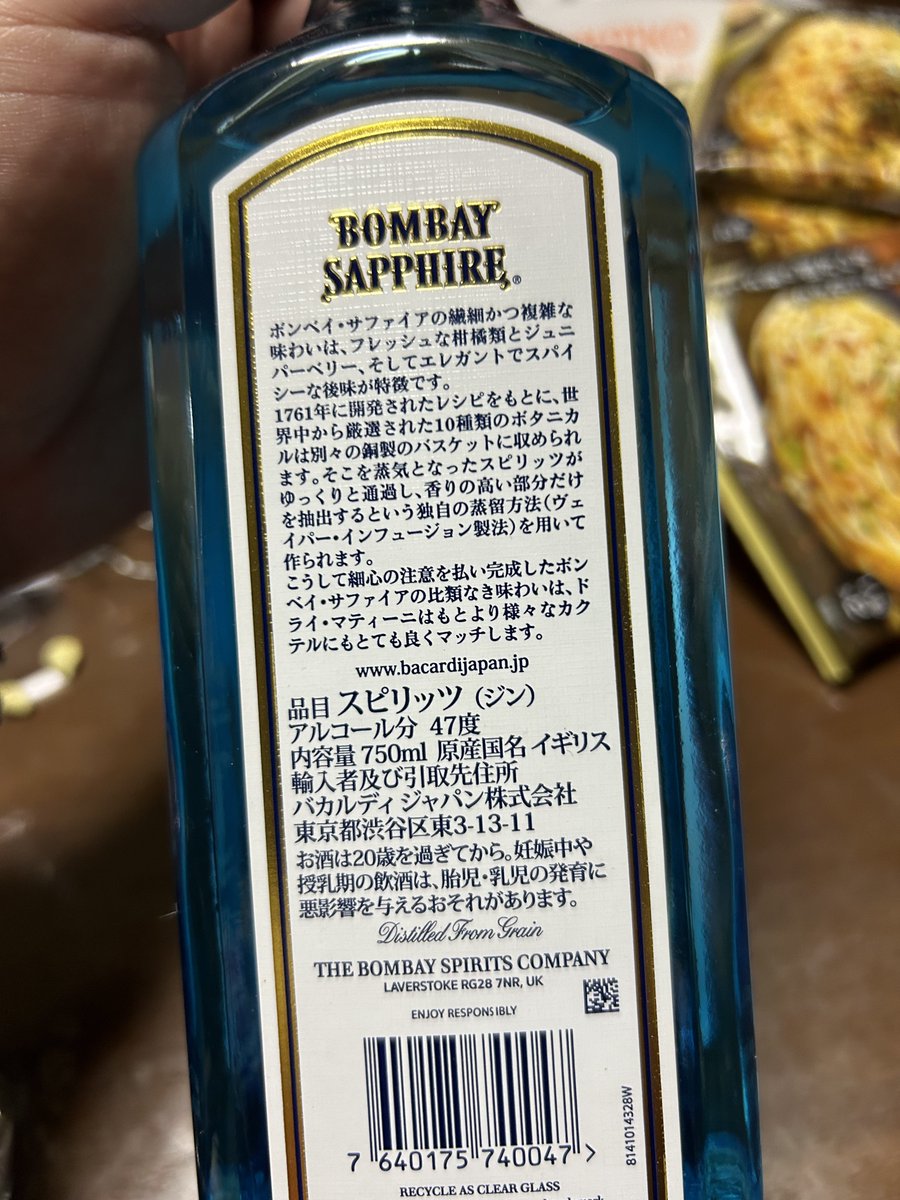 BOMBAY
SAPPHIRE®
ボンベイ・サファイアの繊細かつ複雑な
味わいは、フレッシュな柑橘類とジュニ
パーベリー、そしてエレガントでスパイ
シーな後味が特徴です。
1761年に開発されたレシピをもとに、世
界中から厳選された10種類のボタニカ
ルは別々の銅製のバスケットに収められ
ます。そこを蒸気となったスピリッツが
ゆっくりと通過し、香りの高い部分だけ
を抽出するという独自の蒸留方法（ヴェ
イパー・インフュージョン製法）を用いて
作られます。
こうして細心の注意を払い完成したボン
ベイ・サファイアの比類なき味わいは、ド
ライ・マティーニはもとより様々なカク
テルにもとても良くマッチします。
www.bacardijapan.jp
品目 スピリッツ（ジン）
アルコール分 47度
内容量 750ml 原産国名 イギリス
輸入者及び引取先住所
バカルディ ジャパン株式会社
東京都渋谷区東3-13-11
お酒は20歳を過ぎてから。妊娠中や
授乳期の飲酒は、胎児・乳児の発育に
悪影響を与えるおそれがあります。
Distilled From Grain
THE BOMBAY SPIRITS COMPANY
LAVERSTOKE RG28 7NR, UK
ENJOY RESPONSIBLY
8141014328W
7 640175 740047 >
RECYCLE AS CLEAR GLASS